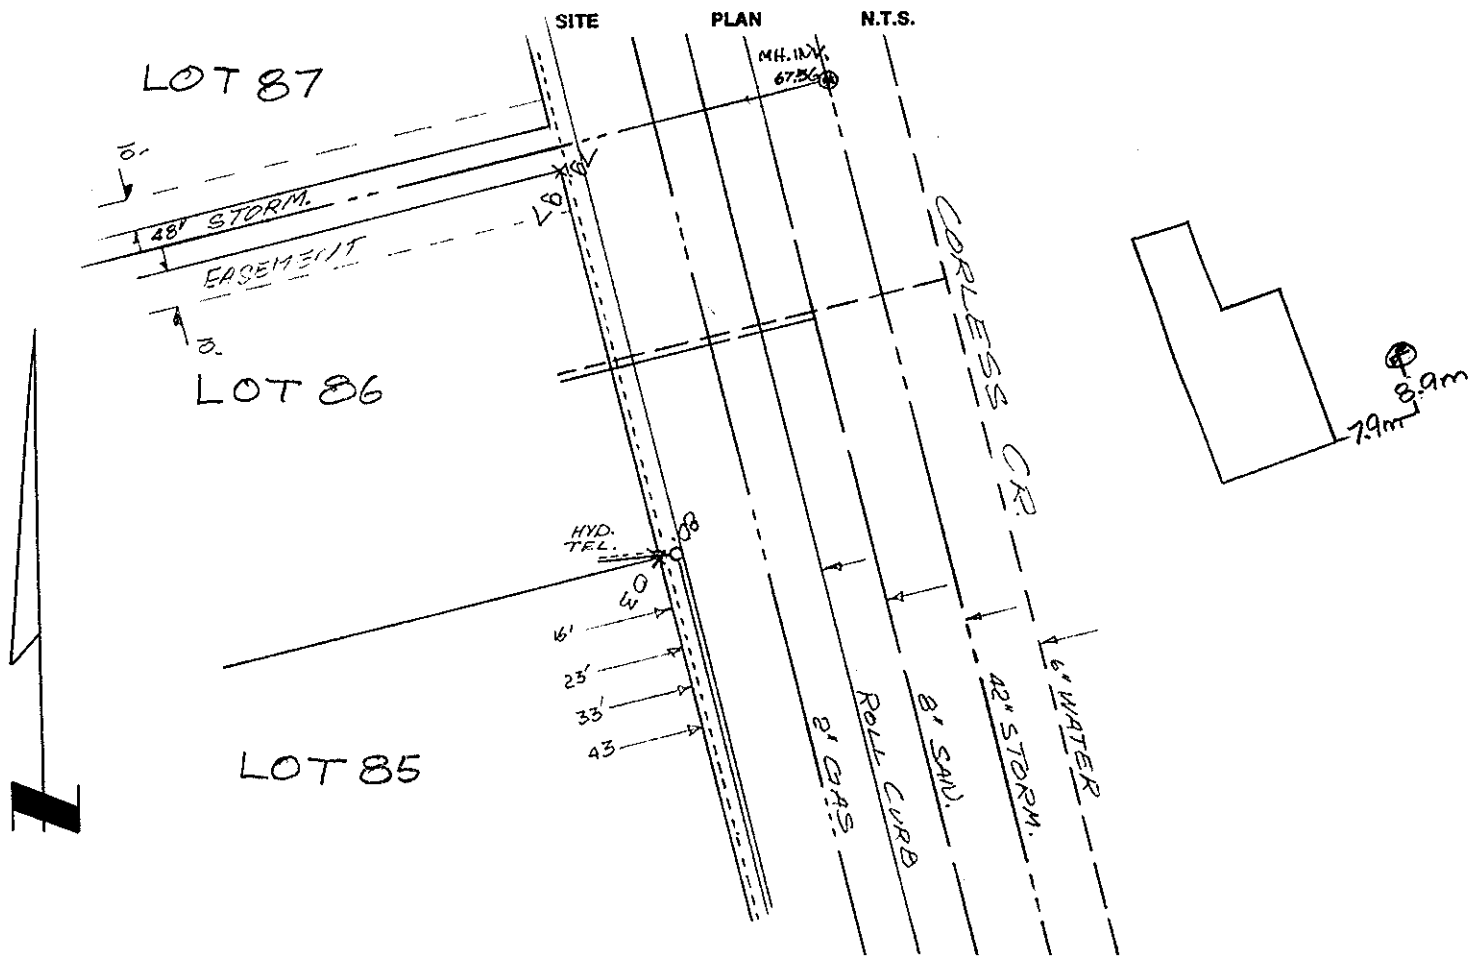 SITE PLAN N.T.S.
LOT 87
MH. INV.
48" STORM.
EASEMENT
LOT 86
CORLESS CR.
8.9m
7.9m
HYD.
TEL.
16'
23'
33'
43
LOT 85
2" GAS
ROLL CURB
8" SAN.
42" STORM.
6" WATER